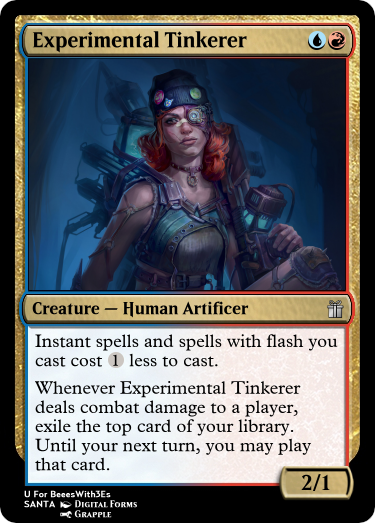 Experimental Tinkerer
Creature — Human Artificer
Instant spells and spells with flash you
cast cost 1 less to cast.
Whenever Experimental Tinkerer
deals combat damage to a player,
exile the top card of your library.
Until your next turn, you may play
that card.
2/1
U For BeeesWith3Es
SANTA Digital Forms
Grapple